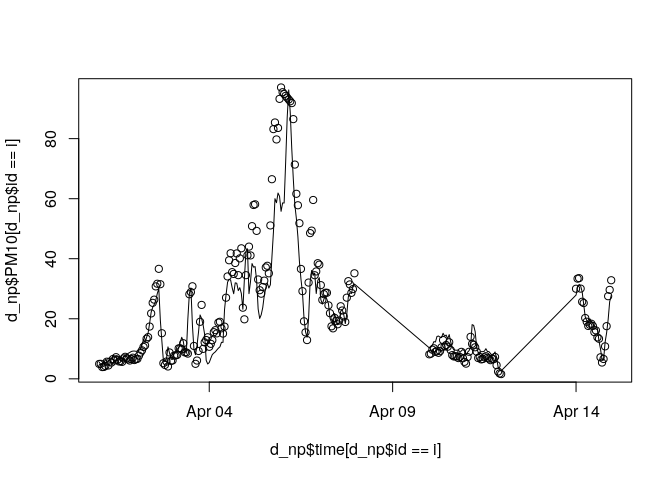 d_np$PM10[d_np$id == i]
80
60
40
20
0
Apr 04
Apr 09
Apr 14
d_np$time[d_np$id == i]